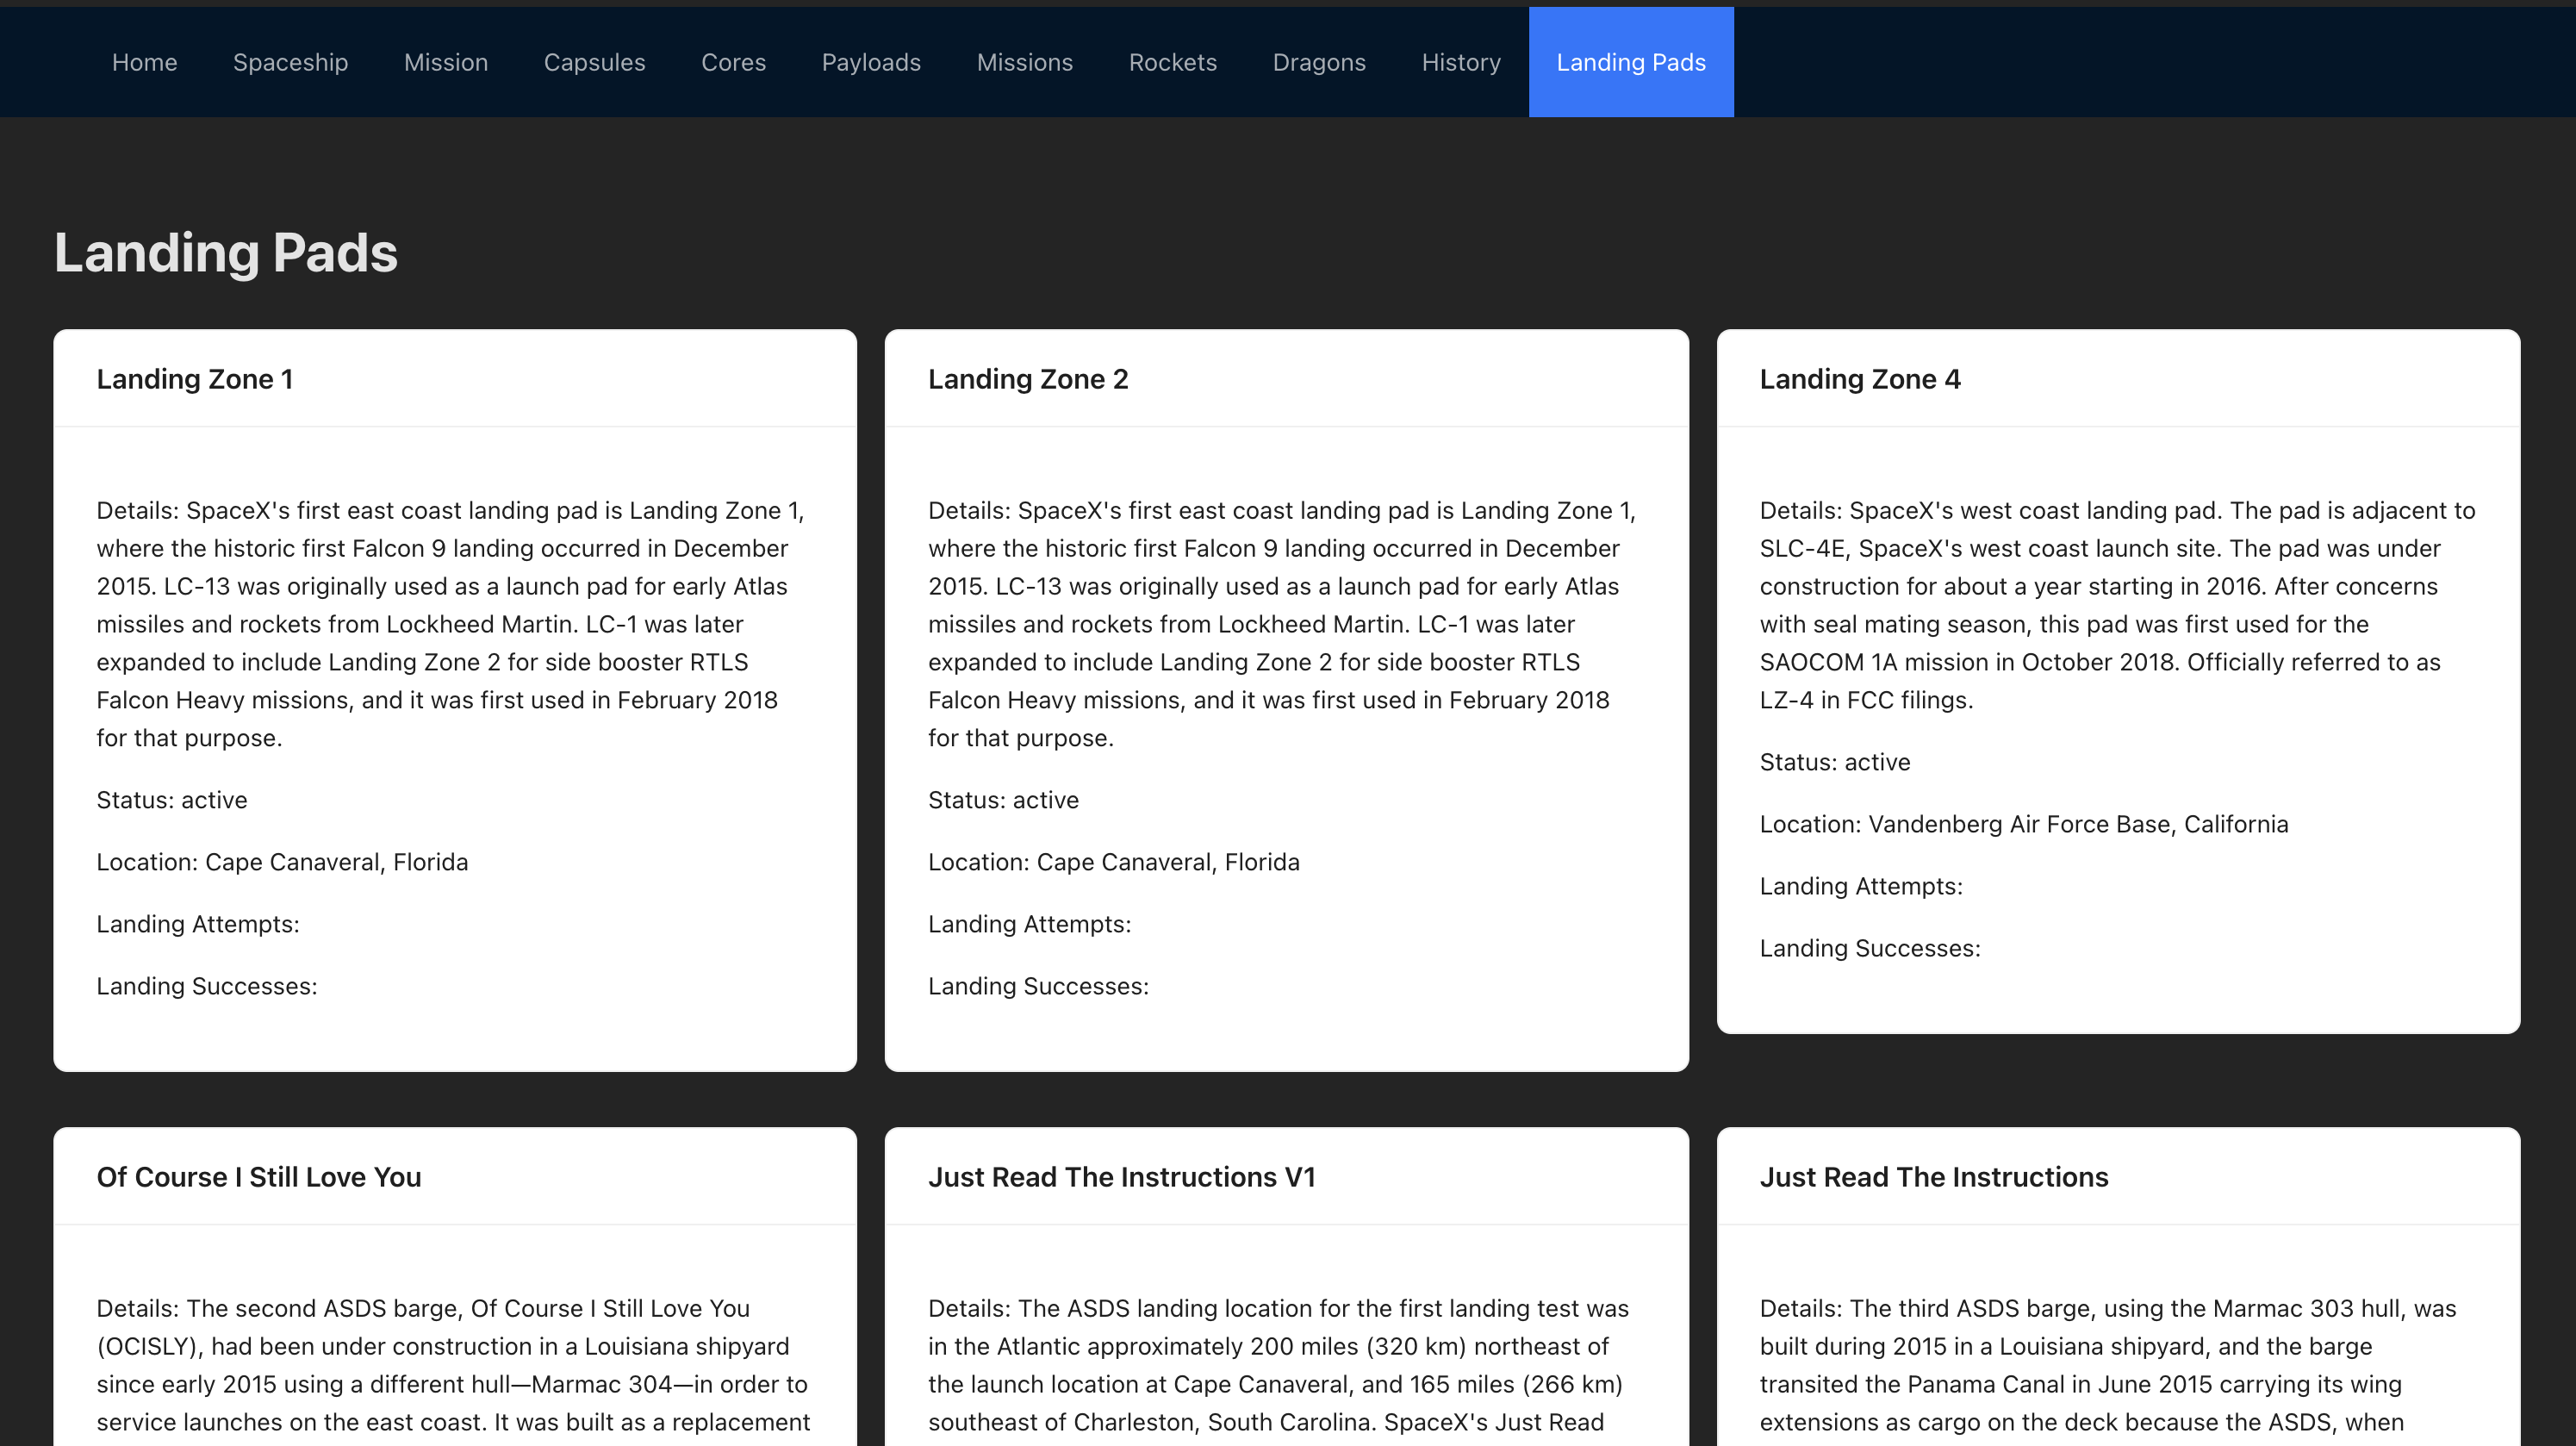 Home Spaceship Mission Capsules Cores Payloads Missions Rockets Dragons History Landing Pads
Landing Pads
Landing Zone 1
Details: SpaceX's first east coast landing pad is Landing Zone 1,
where the historic first Falcon 9 landing occurred in December
2015. LC-13 was originally used as a launch pad for early Atlas
missiles and rockets from Lockheed Martin. LC-1 was later
expanded to include Landing Zone 2 for side booster RTLS
Falcon Heavy missions, and it was first used in February 2018
for that purpose.
Status: active
Location: Cape Canaveral, Florida
Landing Attempts:
Landing Successes:
Landing Zone 2
Details: SpaceX's first east coast landing pad is Landing Zone 1,
where the historic first Falcon 9 landing occurred in December
2015. LC-13 was originally used as a launch pad for early Atlas
missiles and rockets from Lockheed Martin. LC-1 was later
expanded to include Landing Zone 2 for side booster RTLS
Falcon Heavy missions, and it was first used in February 2018
for that purpose.
Status: active
Location: Cape Canaveral, Florida
Landing Attempts:
Landing Successes:
Landing Zone 4
Details: SpaceX's west coast landing pad. The pad is adjacent to
SLC-4E, SpaceX's west coast launch site. The pad was under
construction for about a year starting in 2016. After concerns
with seal mating season, this pad was first used for the
SAOCOM 1A mission in October 2018. Officially referred to as
LZ-4 in FCC filings.
Status: active
Location: Vandenberg Air Force Base, California
Landing Attempts:
Landing Successes:
Of Course I Still Love You
Details: The second ASDS barge, Of Course I Still Love You
(OCISLY), had been under construction in a Louisiana shipyard
since early 2015 using a different hull—Marmac 304—in order to
service launches on the east coast. It was built as a replacement
Just Read The Instructions V1
Details: The ASDS landing location for the first landing test was
in the Atlantic approximately 200 miles (320 km) northeast of
the launch location at Cape Canaveral, and 165 miles (266 km)
southeast of Charleston, South Carolina. SpaceX's Just Read
Just Read The Instructions
Details: The third ASDS barge, using the Marmac 303 hull, was
built during 2015 in a Louisiana shipyard, and the barge
transited the Panama Canal in June 2015 carrying its wing
extensions as cargo on the deck because the ASDS, when